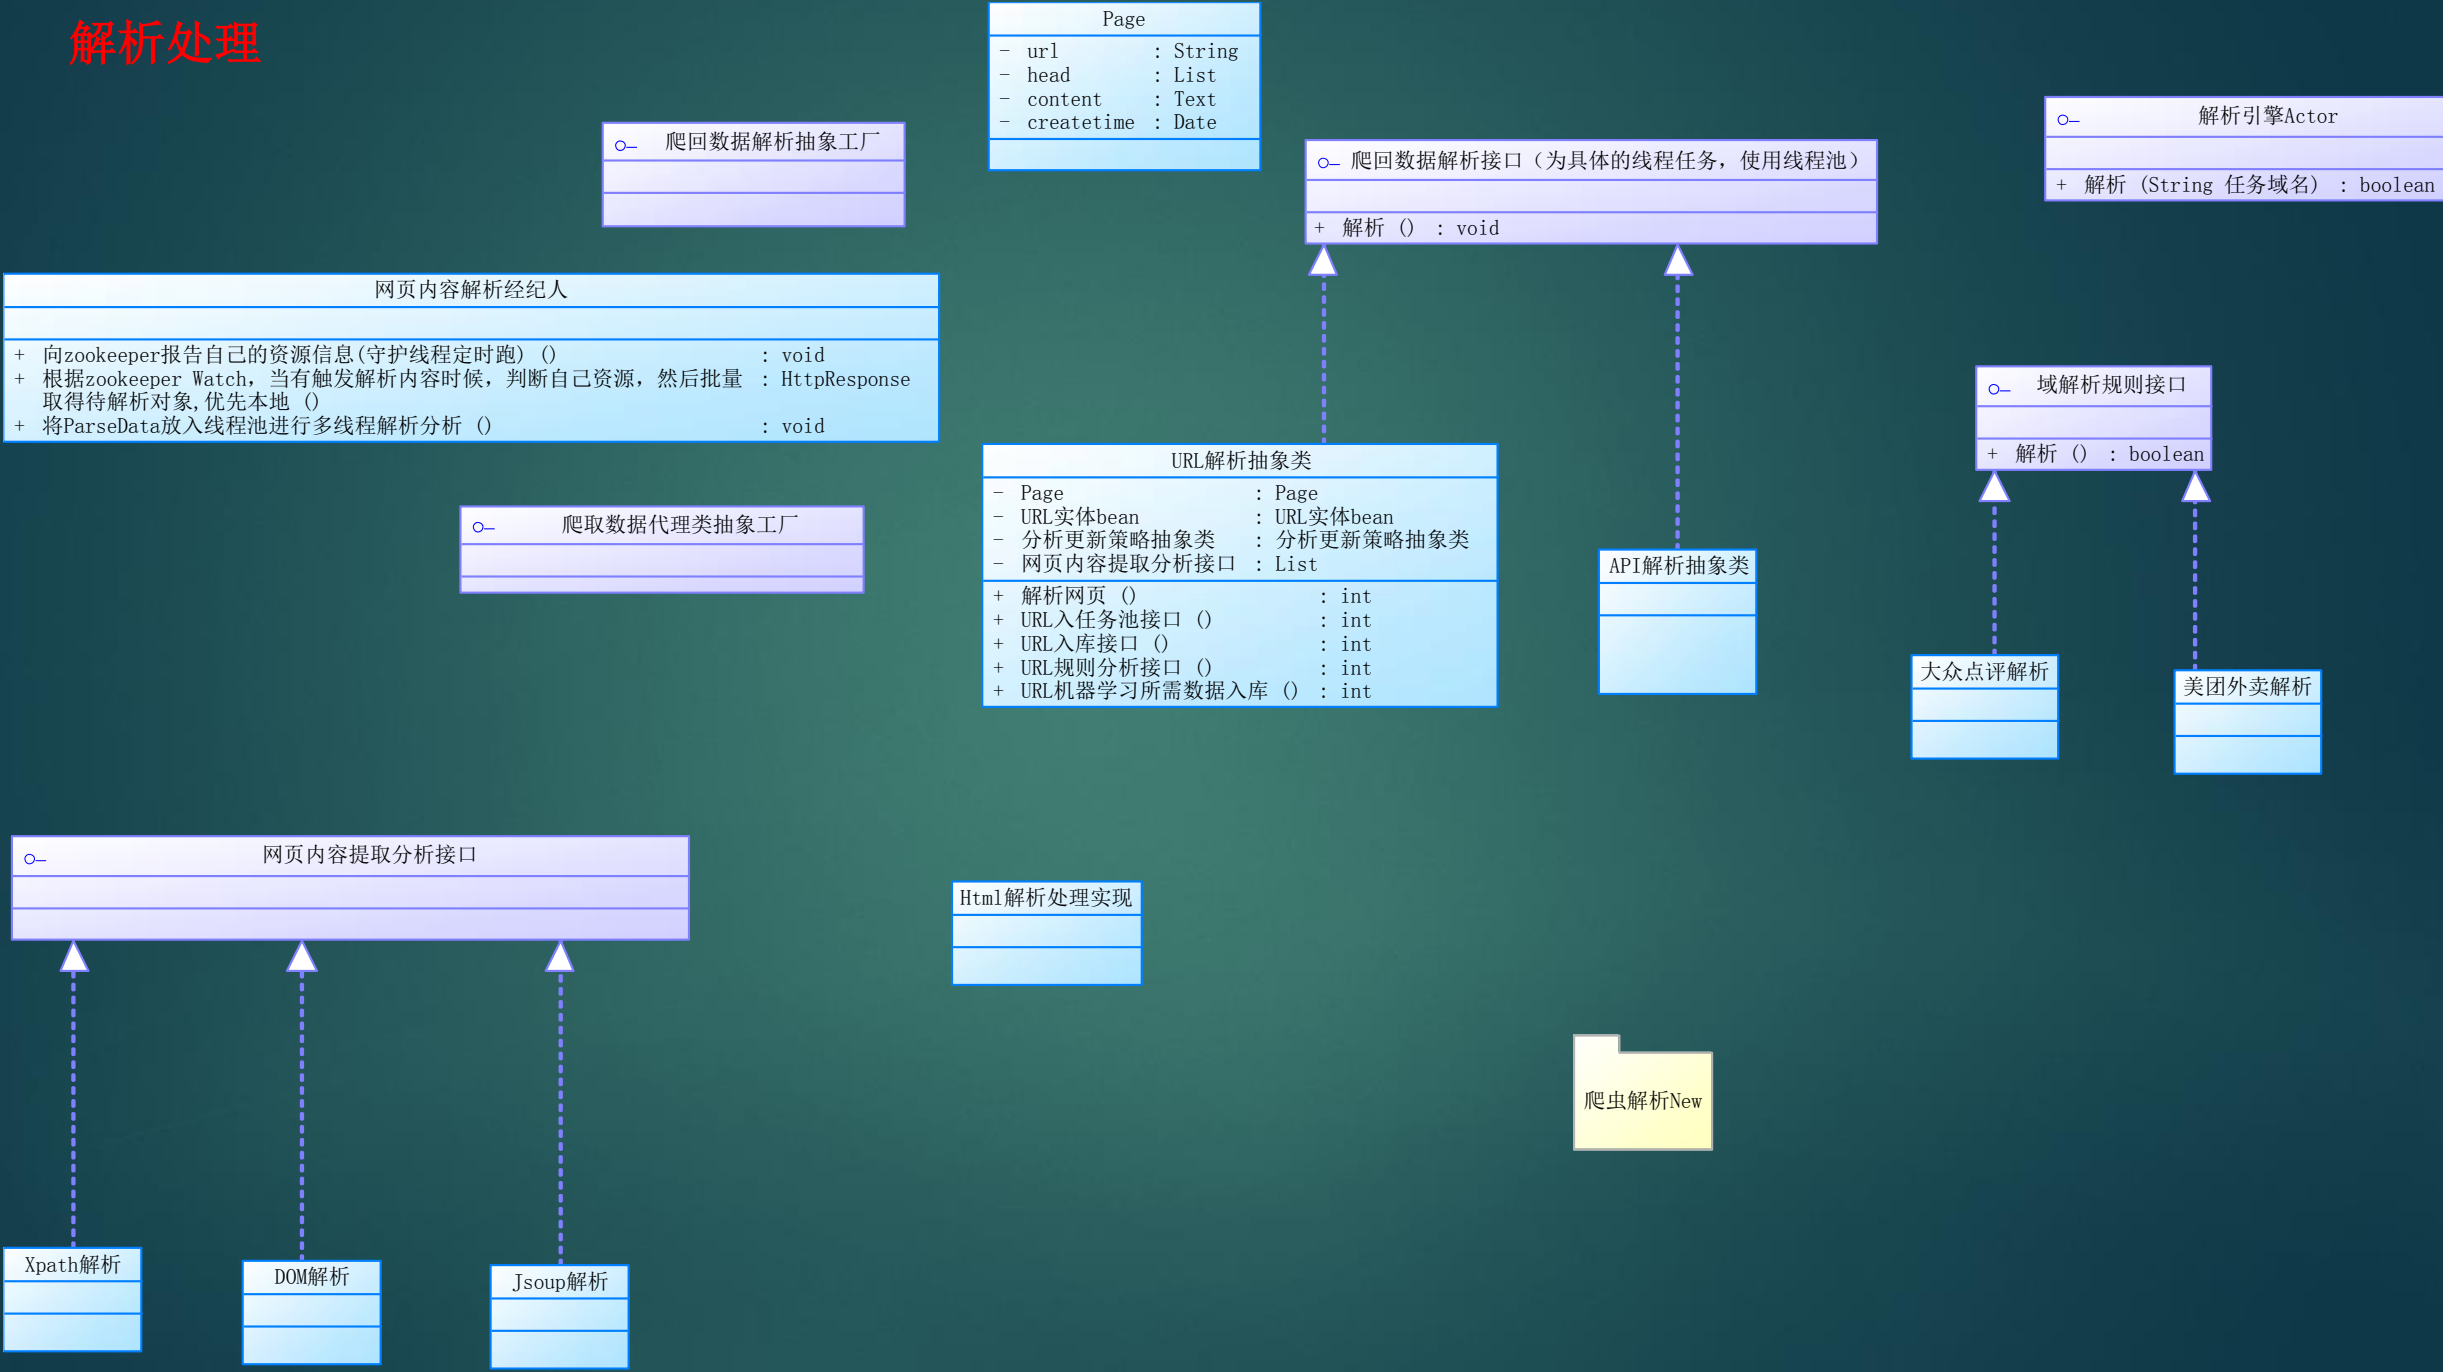 解析处理
Page
- url : String
- head : List
- content : Text
- createtime : Date
爬回数据解析抽象工厂
爬回数据解析接口（为具体的线程任务，使用线程池）
+ 解析 () : void
解析引擎Actor
+ 解析 (String 任务域名) : boolean
网页内容解析经纪人
+ 向zookeeper报告自己的资源信息(守护线程定时跑) () : void
+ 根据zookeeper Watch，当有触发解析内容时候，判断自己资源，然后批量 : HttpResponse
取得待解析对象,优先本地 ()
+ 将ParseData放入线程池进行多线程解析分析 () : void
域解析规则接口
+ 解析 () : boolean
URL解析抽象类
- Page : Page
- URL实体bean : URL实体bean
- 分析更新策略抽象类 : 分析更新策略抽象类
- 网页内容提取分析接口 : List
+ 解析网页 () : int
+ URL入任务池接口 () : int
+ URL入库接口 () : int
+ URL规则分析接口 () : int
+ URL机器学习所需数据入库 () : int
爬取数据代理类抽象工厂
API解析抽象类
大众点评解析
美团外卖解析
网页内容提取分析接口
Html解析处理实现
爬虫解析New
Xpath解析
DOM解析
Jsoup解析